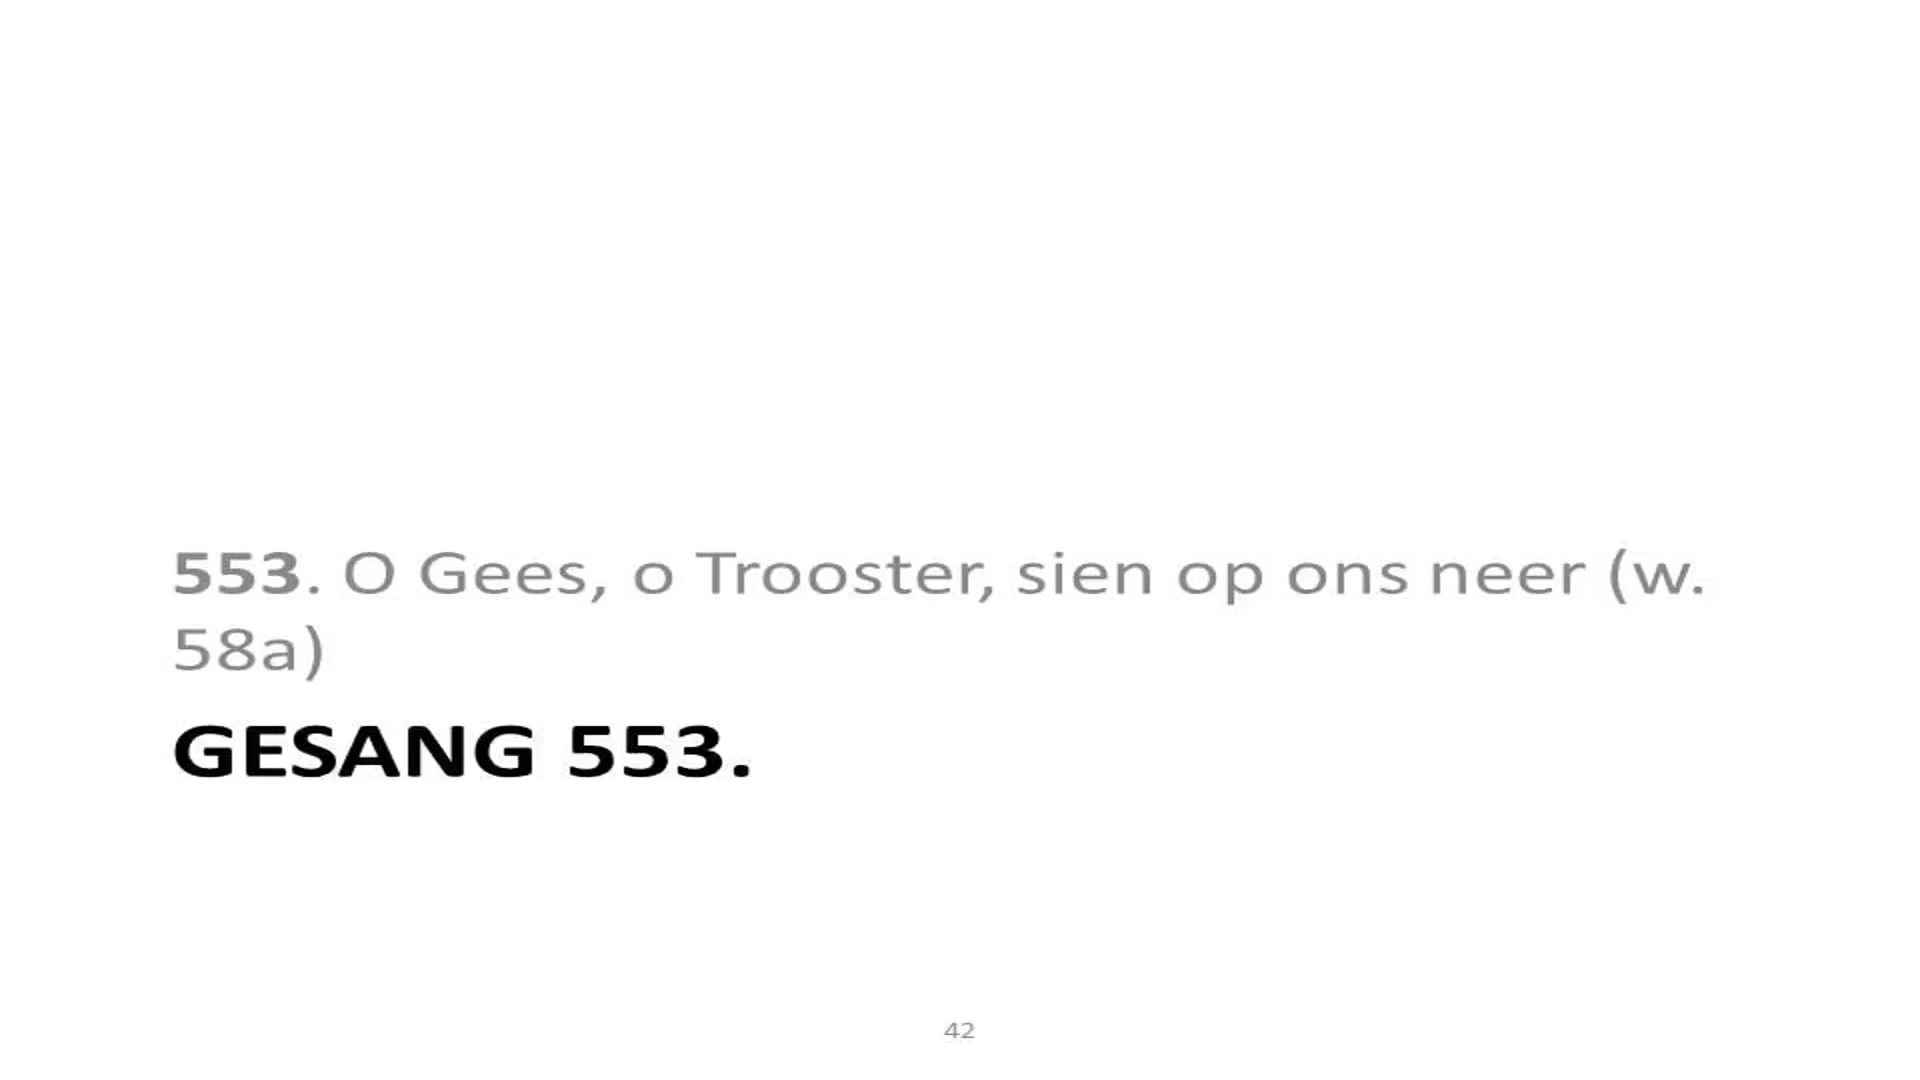 553. O Gees, o Trooster, sien op ons neer (w.
58a)
GESANG 553.
42